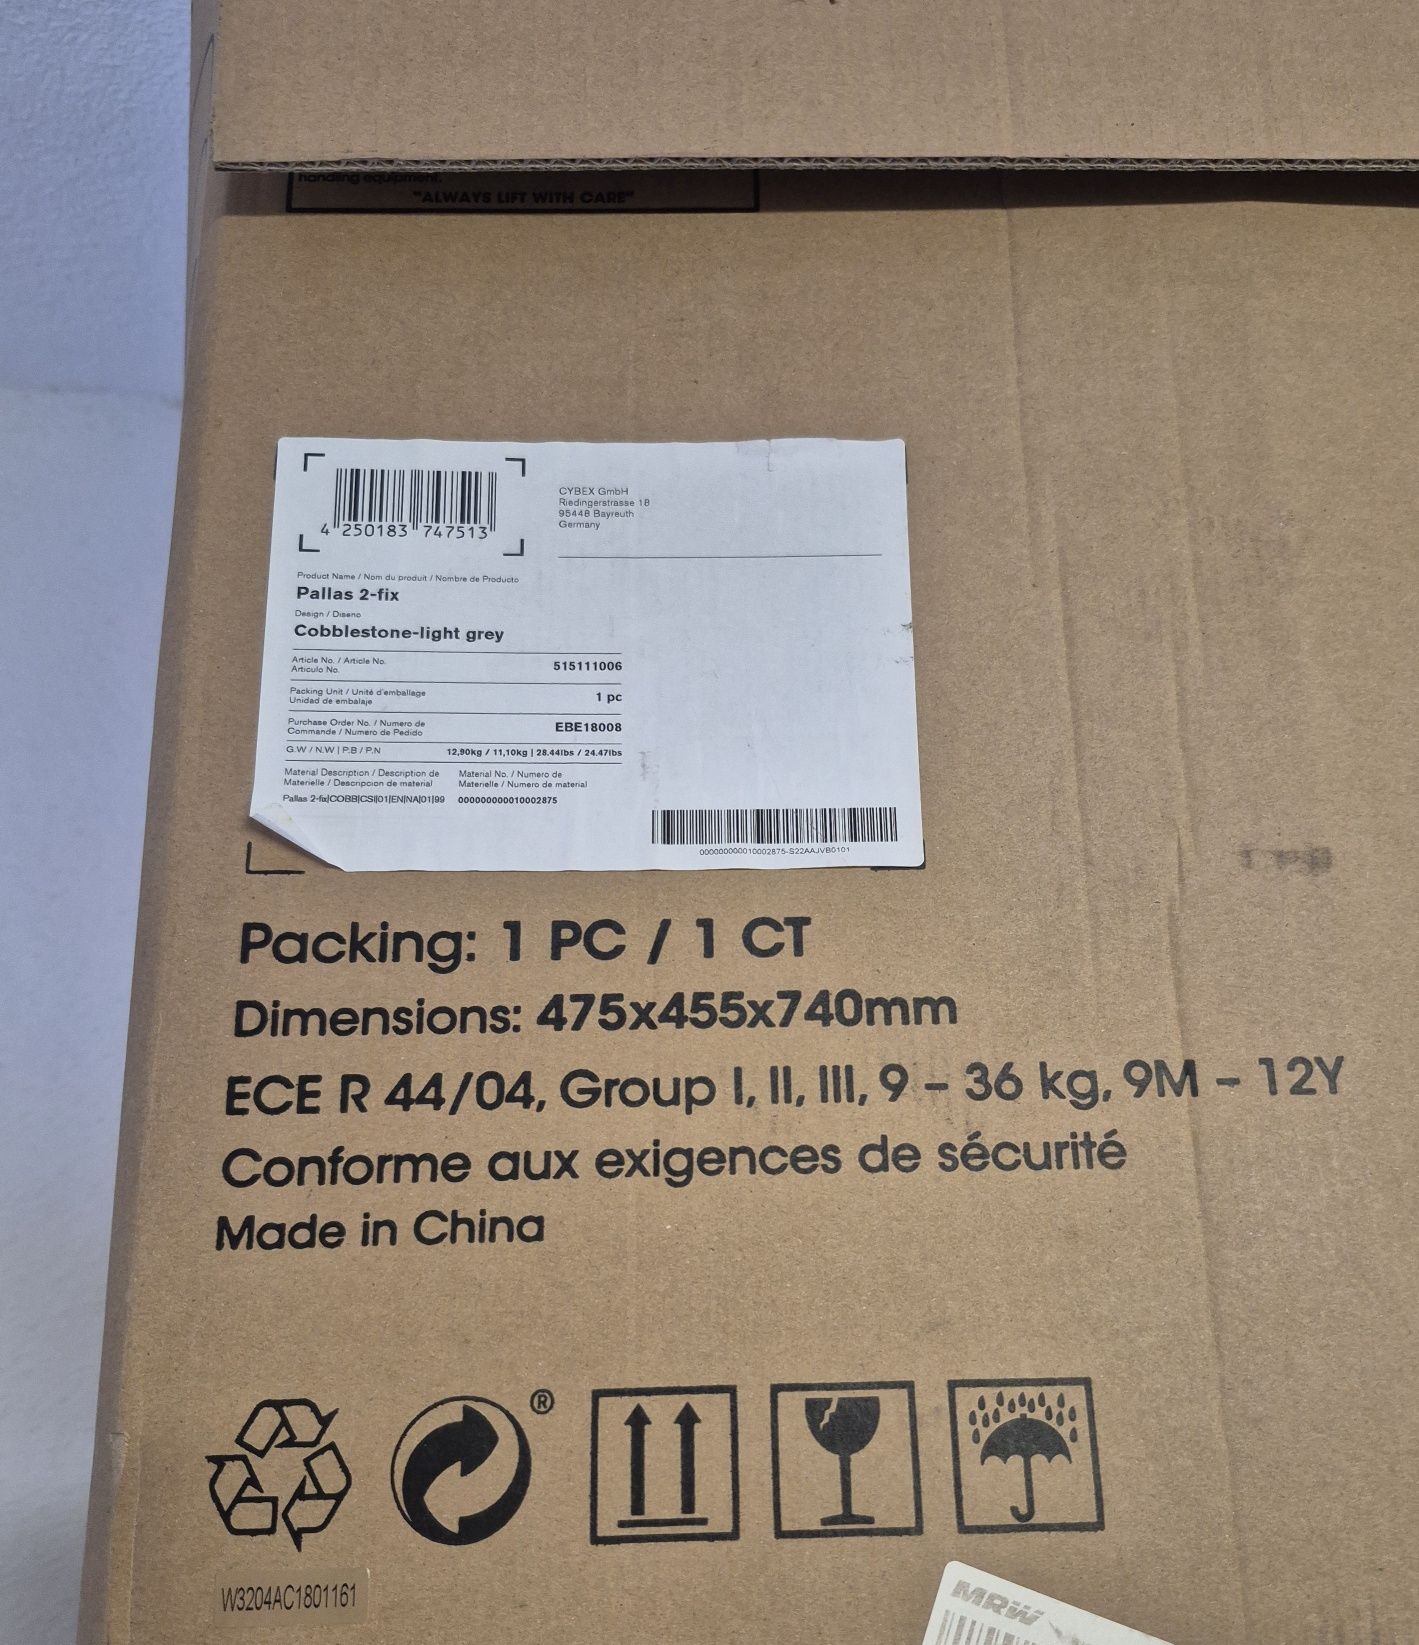 handling equipment.
"ALWAYS LIFT WITH CARE"
4 250183 747513
CYBEX GmbH
Riedingerstrasse 18
95448 Bayreuth
Germany
Product Name / Nom du produit / Nombre de Producto
Pallas 2-fix
Design / Diseno
Cobblestone-light grey
Article No. / Article No.
Articulo No.
515111006
Packing Unit / Unité d'emballage
Unidad de embalaje
1 pc
Purchase Order No. / Numero de
Commande / Numero de Pedido
EBE18008
G.W / N.W | P.B / P.N
12,90kg / 11,10kg | 28.44lbs / 24.47lbs
Material Description / Description de
Materielle / Descripcion de material
Material No. / Numero de
Materielle / Numero de material
Pallas 2-fix|COBB|CSI|01|EN|NA|01|99
000000000010002875
000000000010002875-S22AAJVB0101
Packing: 1 PC / 1 CT
Dimensions: 475x455x740mm
ECE R 44/04, Group I, II, III, 9 – 36 kg, 9M – 12Y
Conforme aux exigences de sécurité
Made in China
®
W3204AC1801161
MRW